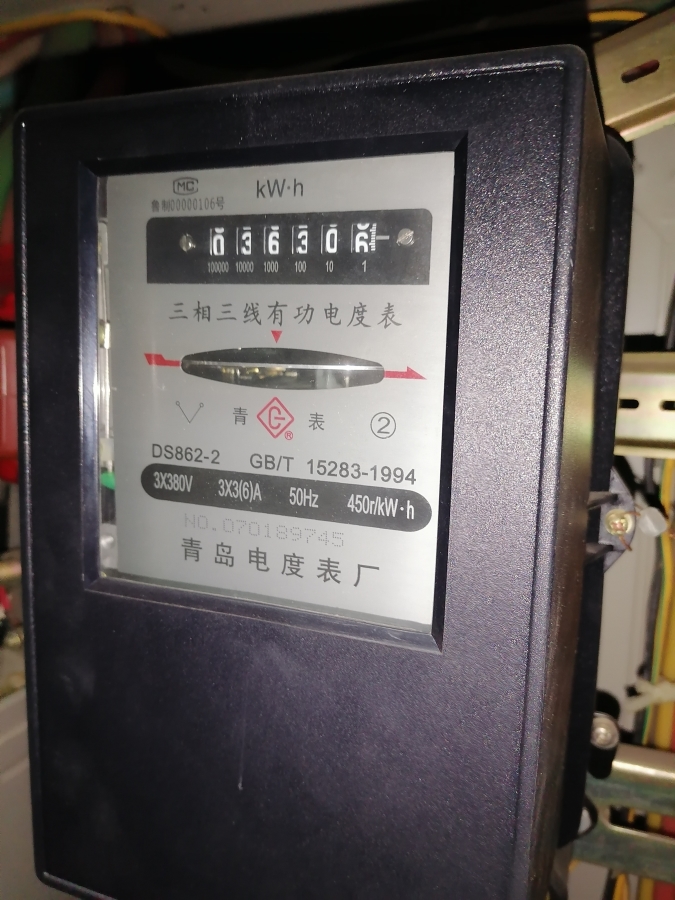 MC
kW·h
鲁制00000106号
036306
100000 10000 1000 100 10 1
三相三线有功电度表
青 表 ②
DS862-2 GB/T 15283-1994
3X380V 3X3(6)A 50Hz 450r/kW·h
NO.070189745
青岛电度表厂